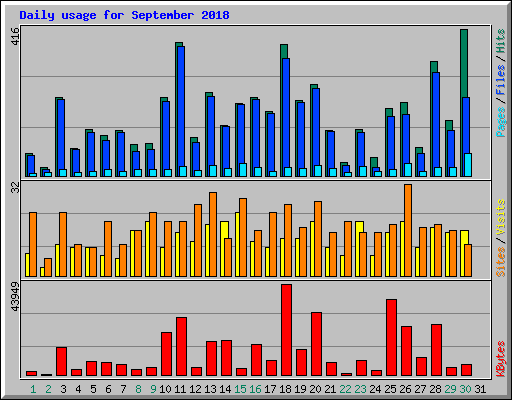 Daily usage for September 2018
416
Pages / Files / Hits
32
Sites / Visits
43949
KBytes
1 2 3 4 5 6 7 8 9 10 11 12 13 14 15 16 17 18 19 20 21 22 23 24 25 26 27 28 29 30 31